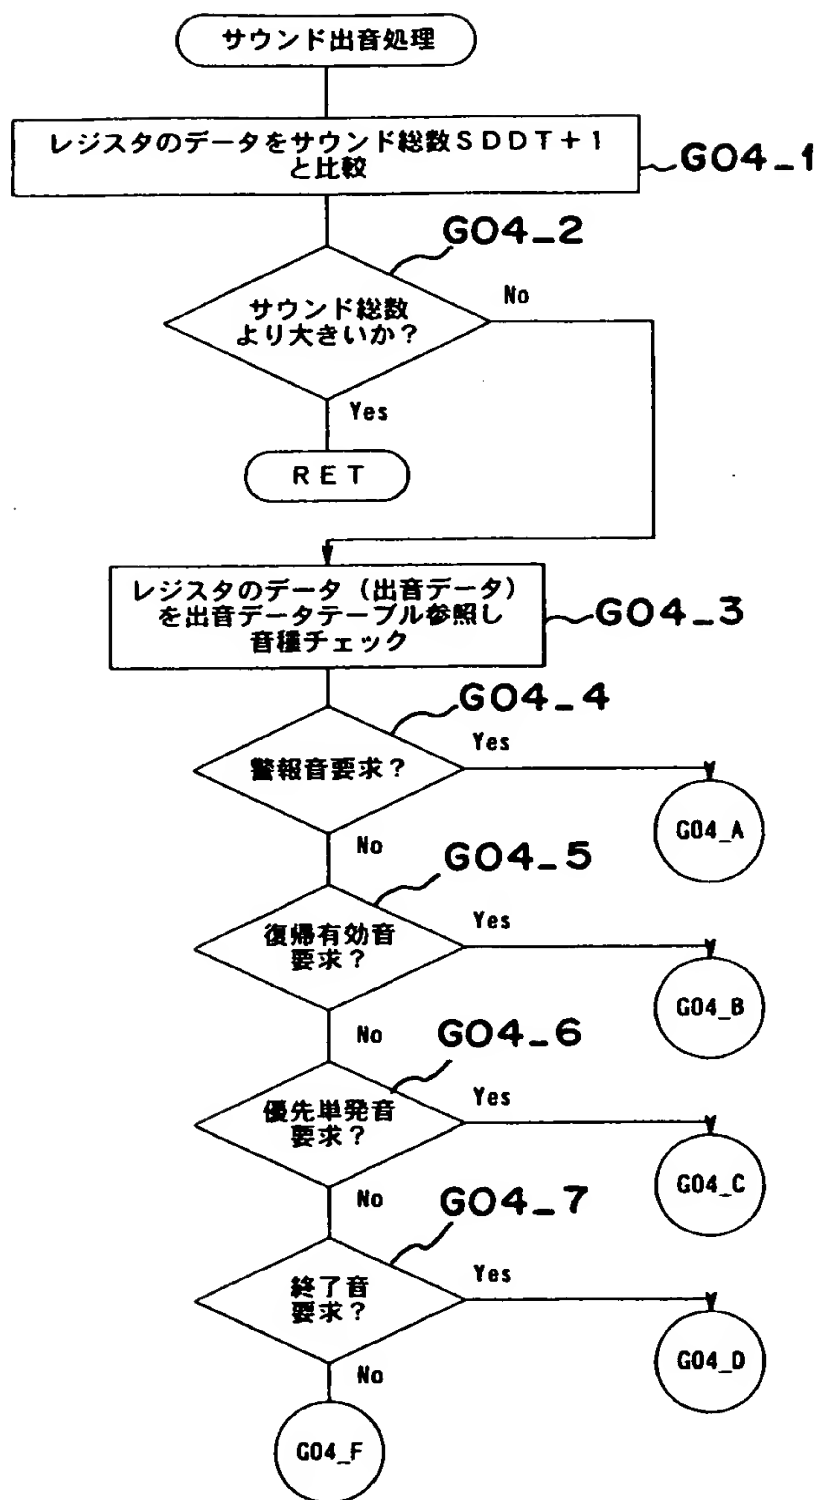 サウンド出音処理
レジスタのデータをサウンド総数SDDT+1
と比較
G04_1
G04_2
サウンド総数
より大きいか?
No
Yes
RET
レジスタのデータ(出音データ)
を出音データテーブル参照し
音種チェック
G04_3
G04_4
警報音要求?
Yes
G04_A
No
G04_5
復帰有効音
要求?
Yes
G04_B
No
G04_6
優先単発音
要求?
Yes
G04_C
No
G04_7
終了音
要求?
Yes
G04_D
No
G04_F